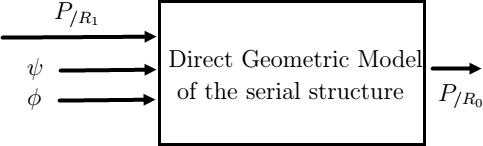 P/R₁
ψ
ϕ
Direct Geometric Model
of the serial structure
P/R₀